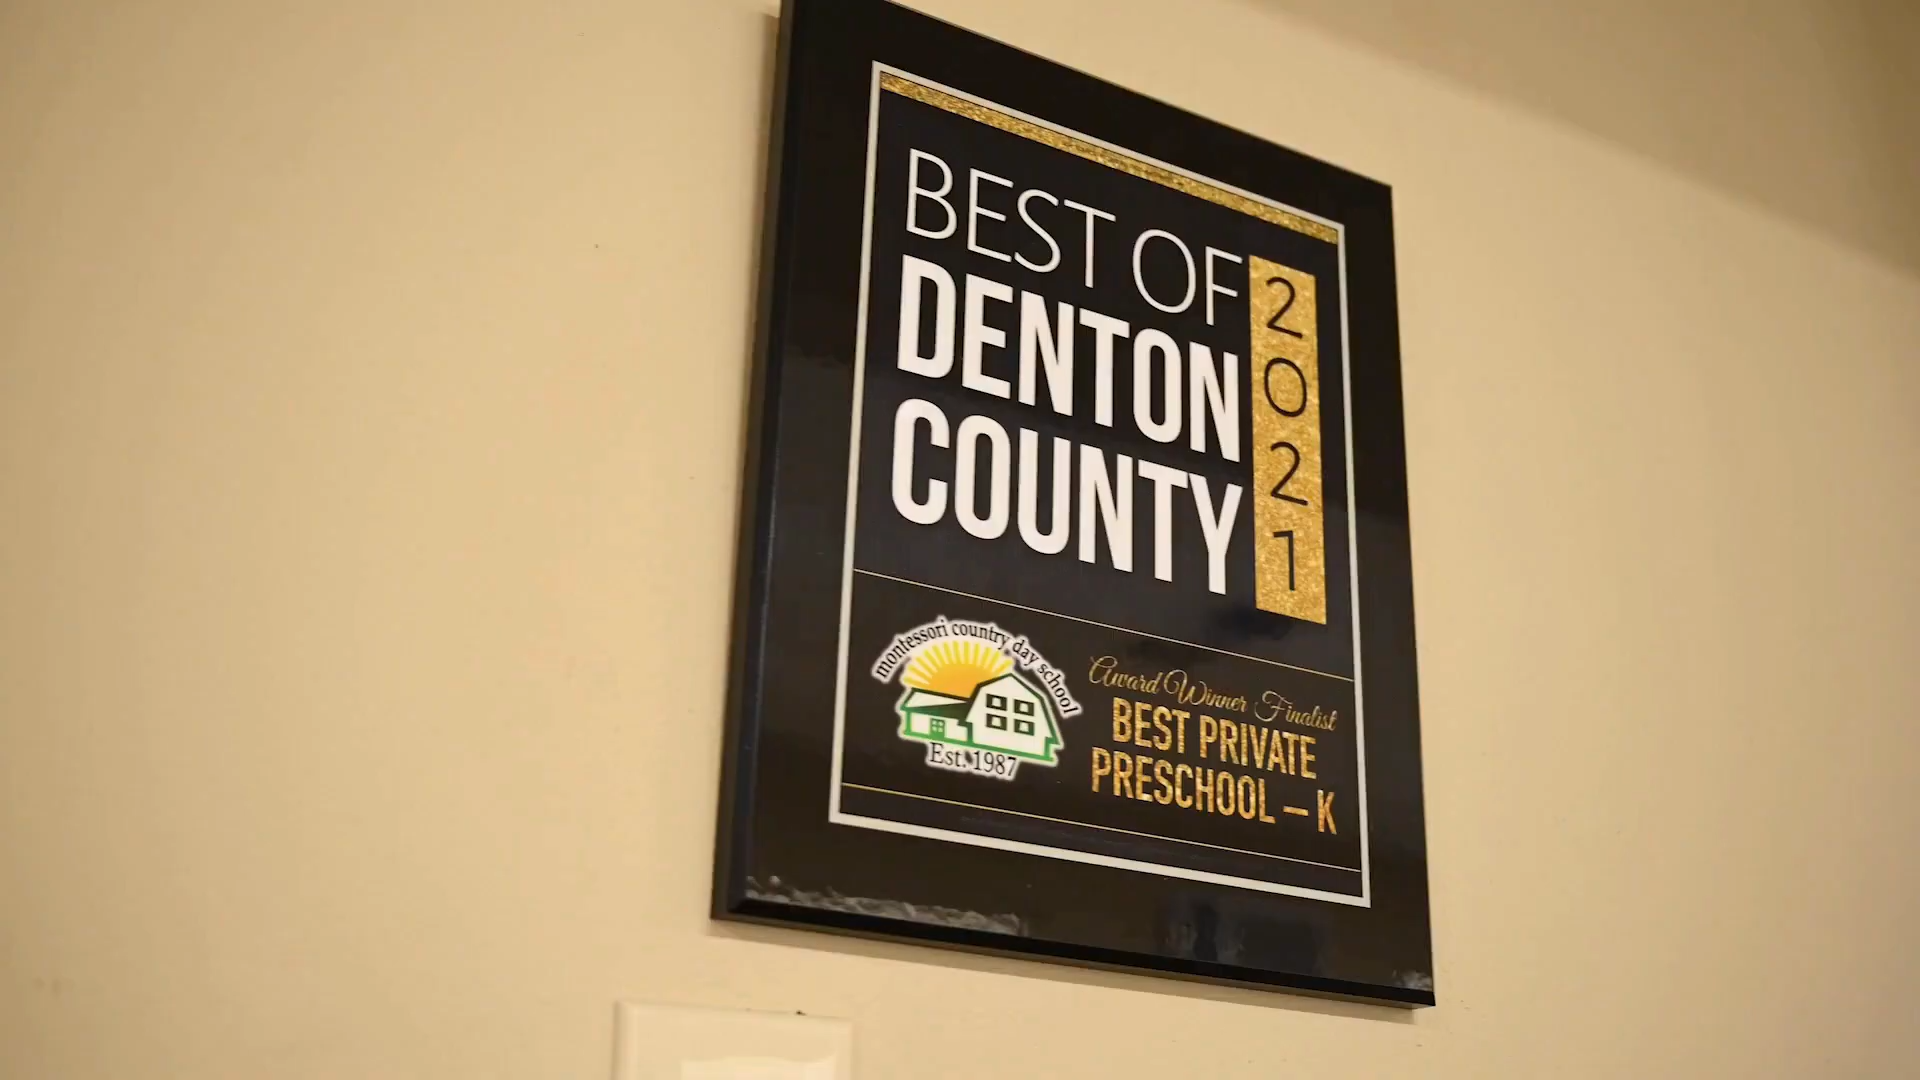 BEST OF
DENTON
COUNTY
2021
montessori country day school
Est. 1987
Award Winner Finalist
BEST PRIVATE
PRESCHOOL – K